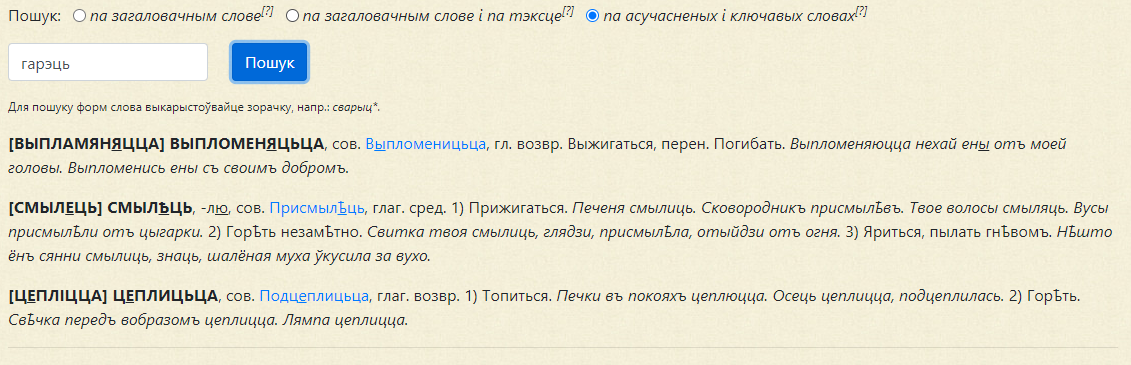 Пошук: па загаловачным слове[?] па загаловачным слове і па тэксце[?] па асучасненых і ключавых словах[?]
гарэць Пошук
Для пошуку форм слова выкарыстоўвайце зорачку, напр.: сварыц*.
[ВЫПЛАМЯНЯЦЦА] ВЫПЛОМЕНЯЦЬЦА, сов. Выпломеницьца, гл. возвр. Выжигаться, перен. Погибать. Выпломеняюцца нехай ены отъ моей
головы. Выпломенись ены съ своимъ добромъ.
[СМЫЛЕЦЬ] СМЫЛѢЦЬ, -лю, сов. Присмылѣць, глаг. сред. 1) Прижигаться. Печеня смылиць. Сковородникъ присмылѣвъ. Твое волосы смыляць. Вусы
присмылѣли отъ цыгарки. 2) Горѣть незамѣтно. Свитка твоя смылиць, глядзи, присмылѣла, отыйдзи отъ огня. 3) Яриться, пылать гнѣвомъ. Нѣшто
ёнъ сянни смылиць, знаць, шалёная муха ўкусила за вухо.
[ЦЕПЛІЦЦА] ЦЕПЛИЦЬЦА, сов. Подцеплицьца, глаг. возвр. 1) Топиться. Печки въ покояхъ цеплюцца. Осець цеплицца, подцеплилась. 2) Горѣть.
Свѣчка передъ вобразомъ цеплицца. Лямпа цеплицца.